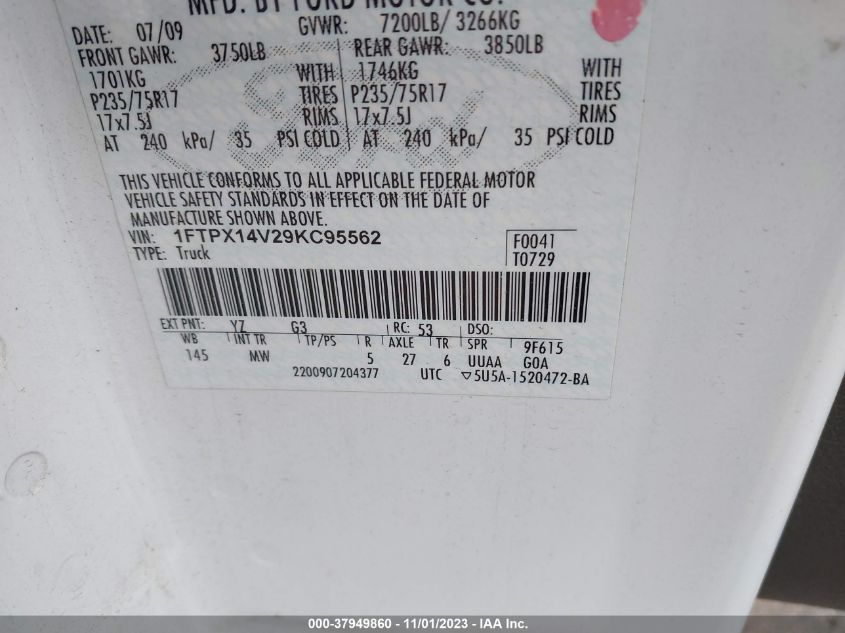 MFD. BY FORD MOTOR CO.
DATE: 07/09 GVWR: 7200LB/ 3266KG
FRONT GAWR: 3750LB REAR GAWR: 3850LB
1701KG WITH 1746KG WITH
P235/75R17 TIRES P235/75R17 TIRES
17x7.5J RIMS 17x7.5J RIMS
AT 240 kPa/ 35 PSI COLD AT 240 kPa/ 35 PSI COLD
THIS VEHICLE CONFORMS TO ALL APPLICABLE FEDERAL MOTOR
VEHICLE SAFETY STANDARDS IN EFFECT ON THE DATE OF
MANUFACTURE SHOWN ABOVE.
VIN: 1FTPX14V29KC95562 F0041
TYPE: Truck T0729
EXT PNT: YZ G3 RC: 53 DSO:
WB INT TR TP/PS R AXLE TR SPR 9F615
145 MW 5 27 6 UUAA GOA
2200907204377 UTC ▽5U5A-1520472-BA
000-37949860 - 11/01/2023 - IAA Inc.